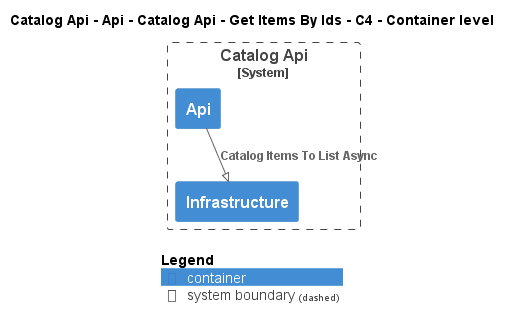 Catalog Api - Api - Catalog Api - Get Items By Ids - C4 - Container level
Catalog Api
[System]
Api
Catalog Items To List Async
Infrastructure
Legend
container
system boundary (dashed)